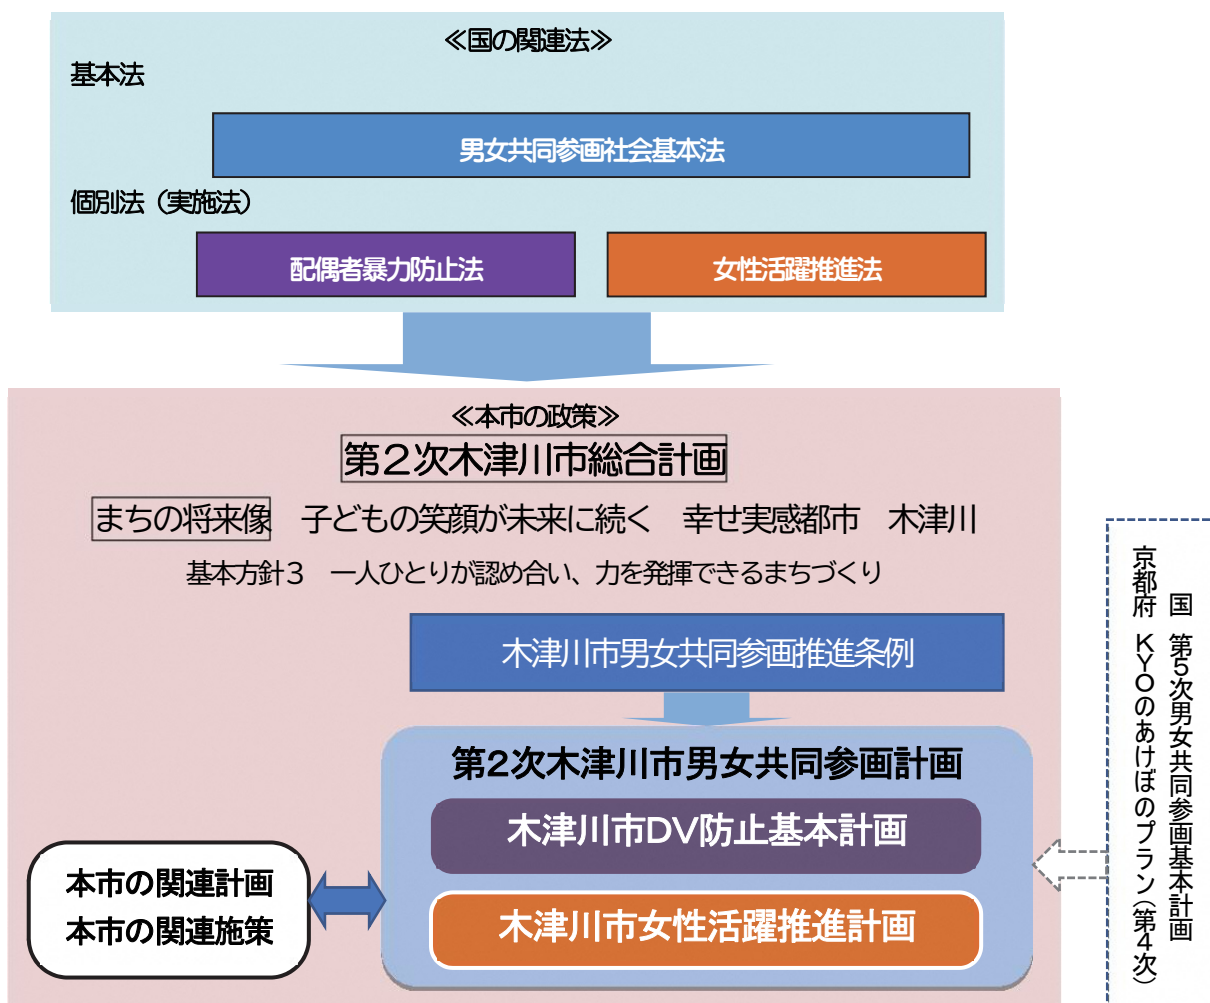 ≪国の関連法≫
基本法
男女共同参画社会基本法
個別法（実施法）
配偶者暴力防止法
女性活躍推進法
≪本市の政策≫
第２次木津川市総合計画
まちの将来像　子どもの笑顔が未来に続く　幸せ実感都市　木津川
基本方針３　一人ひとりが認め合い、力を発揮できるまちづくり
木津川市男女共同参画推進条例
第2次木津川市男女共同参画計画
木津川市DV防止基本計画
木津川市女性活躍推進計画
本市の関連計画
本市の関連施策
国　第５次男女共同参画基本計画
京都府　ＫＹＯのあけぼのプラン（第４次）